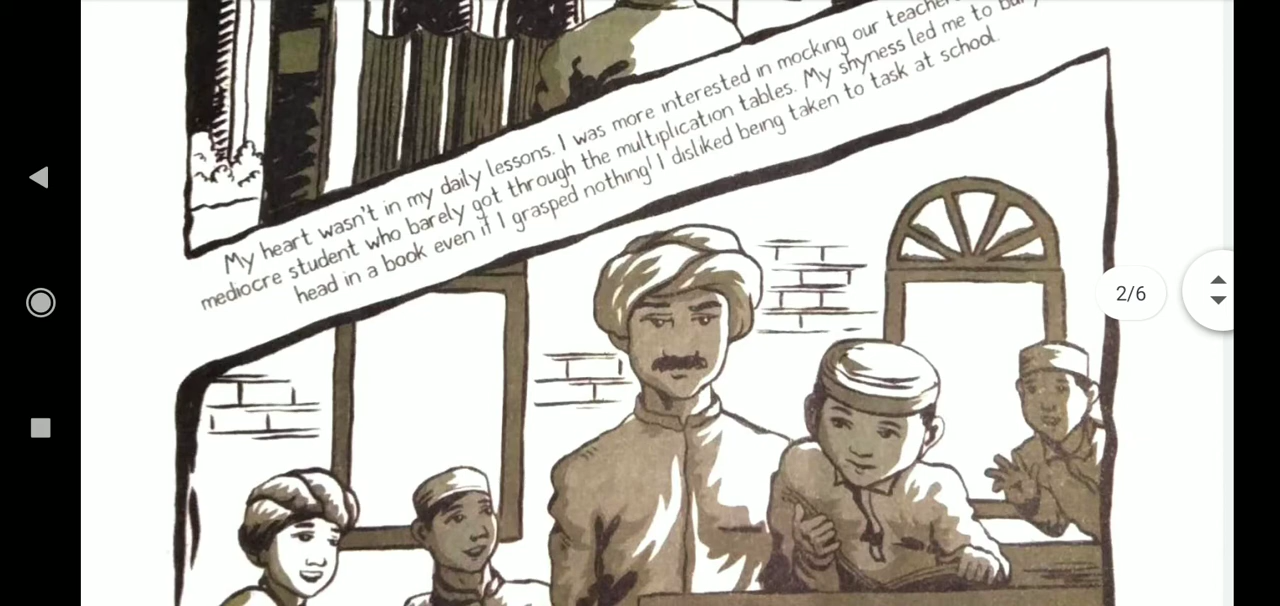 My heart wasn't in my daily lessons. I was more interested in mocking our teacher
mediocre student who barely got through the multiplication tables. My shyness led me to bury
head in a book even if I grasped nothing! I disliked being taken to task at school.
2/6